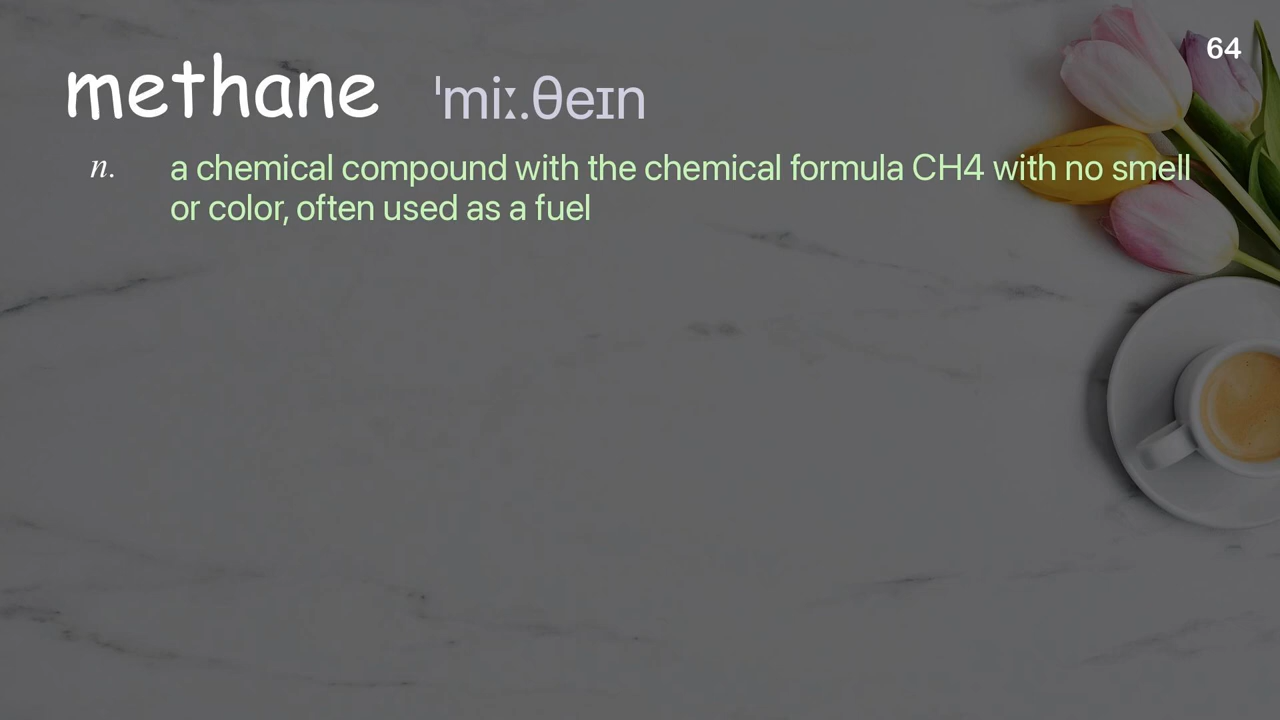 64
methane ˈmiː.θeɪn
n. a chemical compound with the chemical formula CH4 with no smell
or color, often used as a fuel